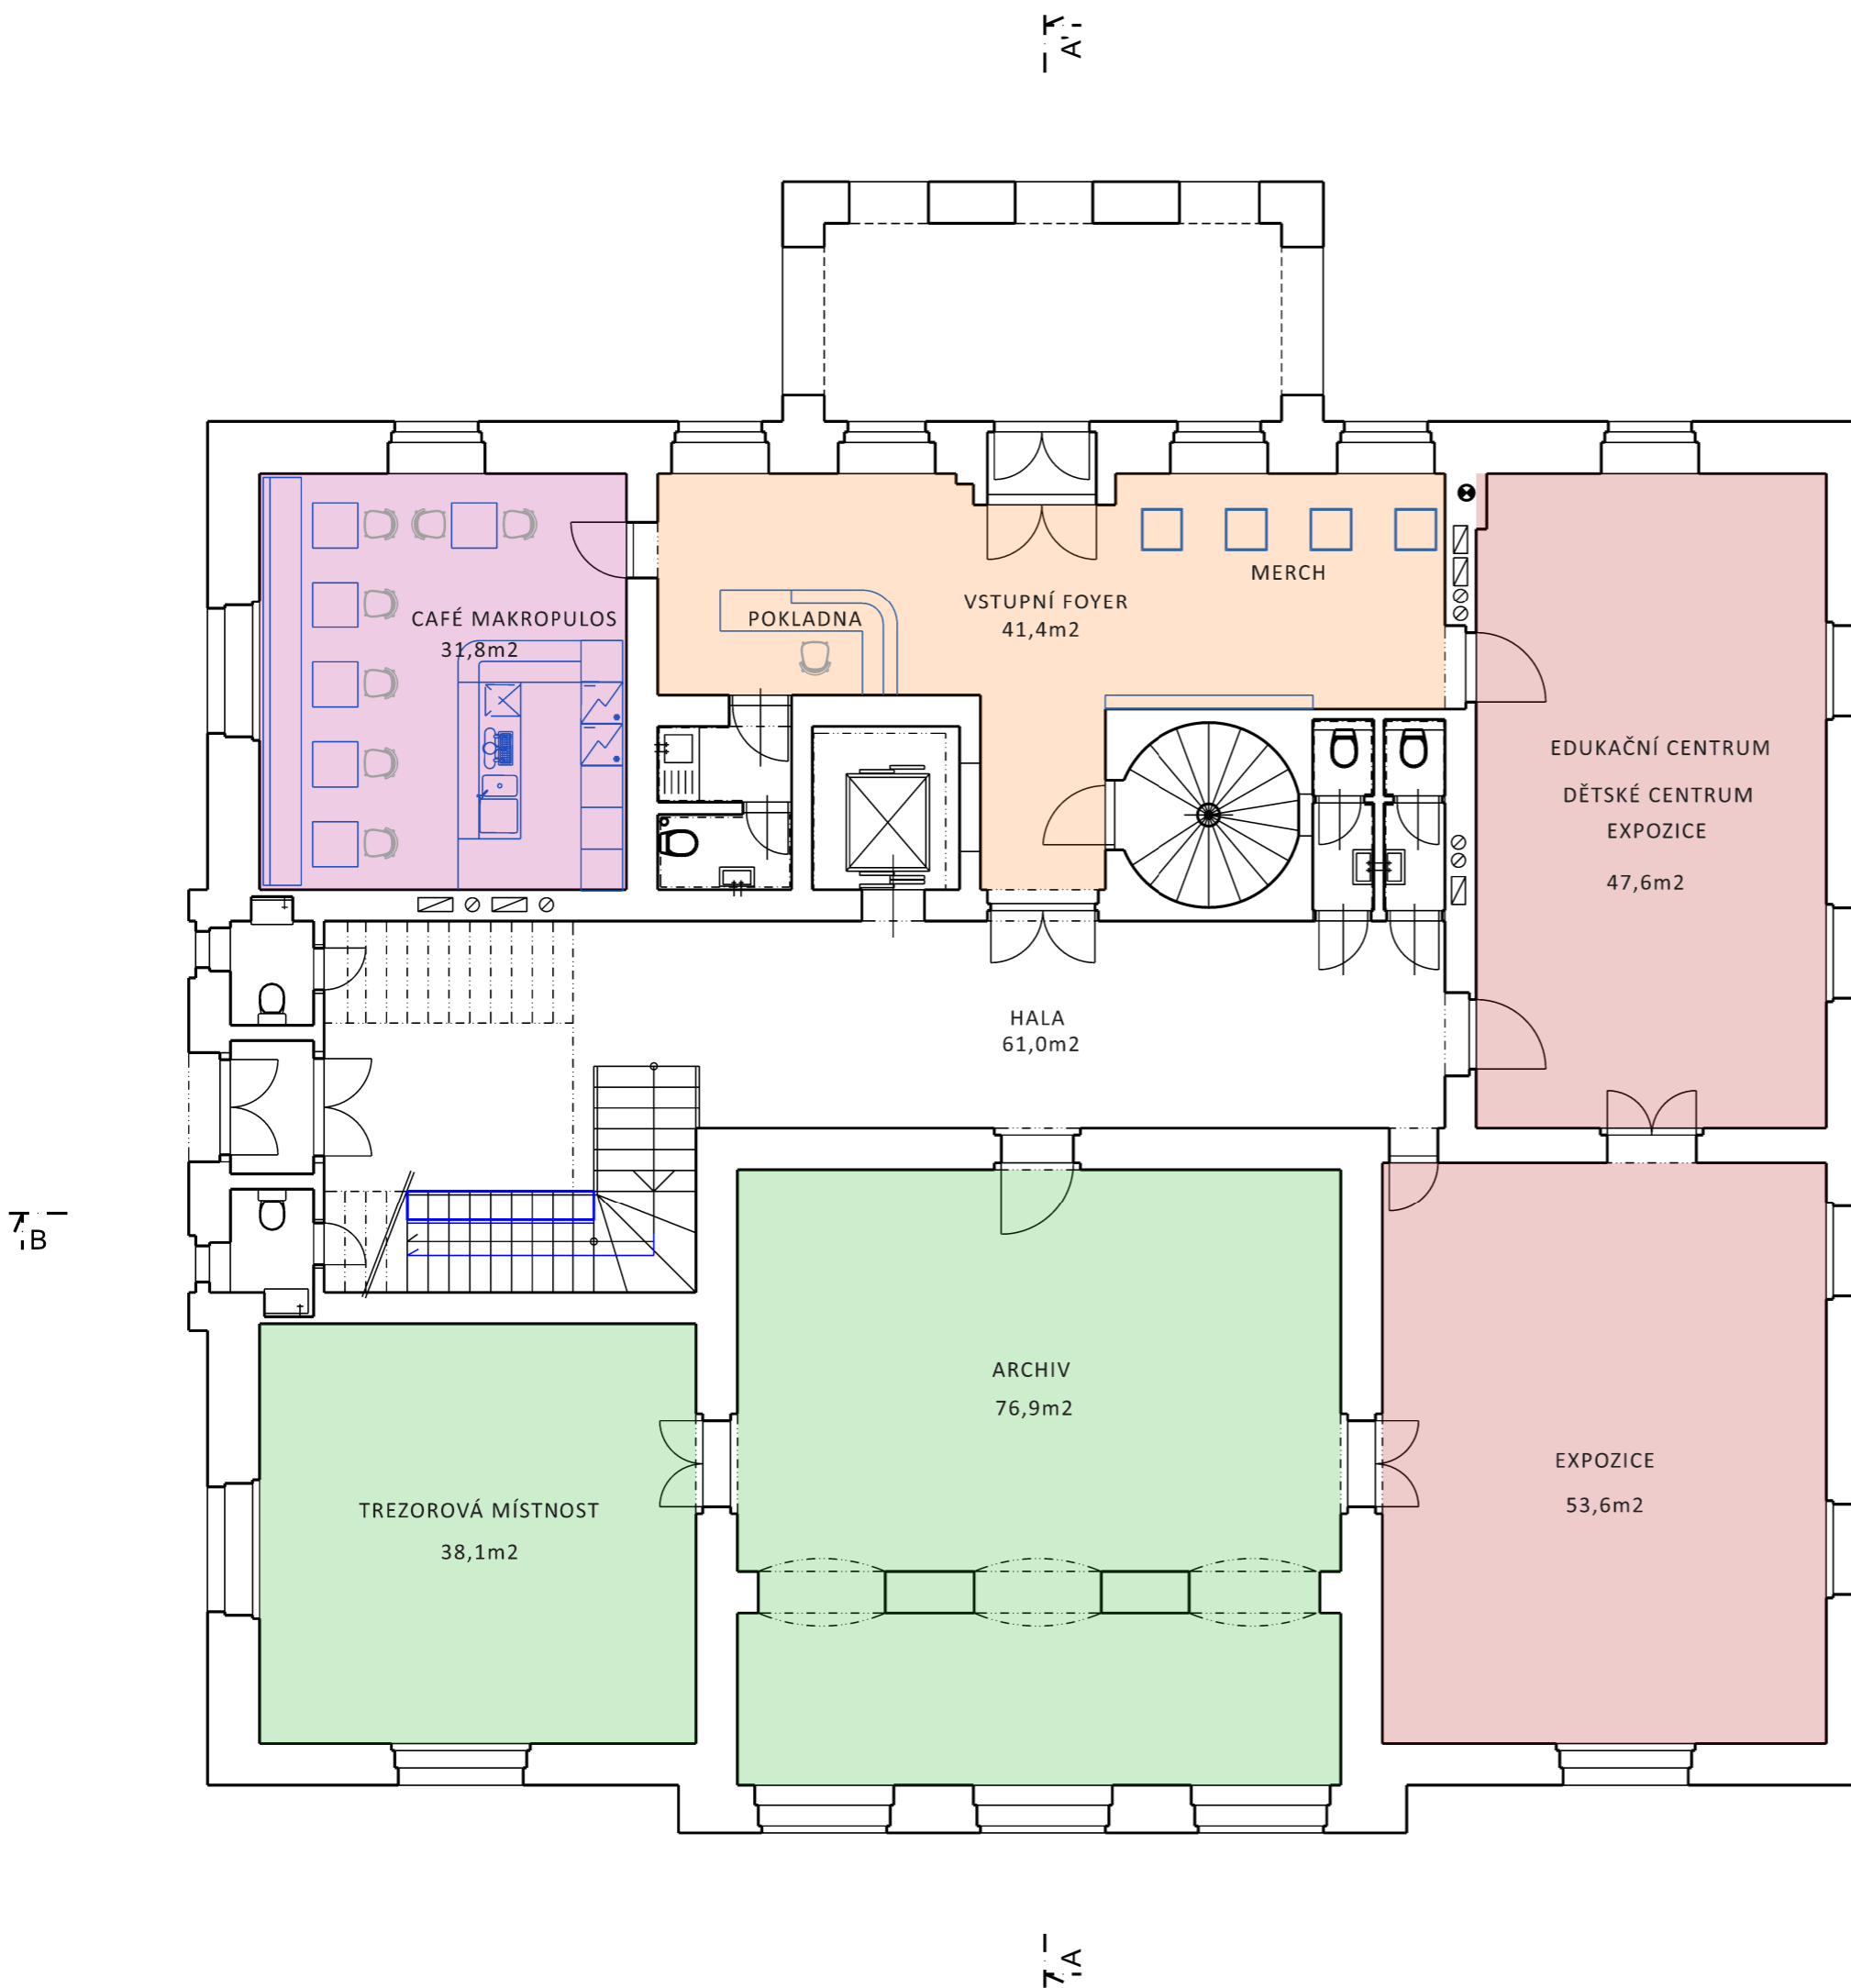 A'
CAFÉ MAKROPULOS
31,8m2
POKLADNA
VSTUPNÍ FOYER
41,4m2
MERCH
EDUKAČNÍ CENTRUM
DĚTSKÉ CENTRUM
EXPOZICE
47,6m2
HALA
61,0m2
B
ARCHIV
76,9m2
TREZOROVÁ MÍSTNOST
38,1m2
EXPOZICE
53,6m2
A